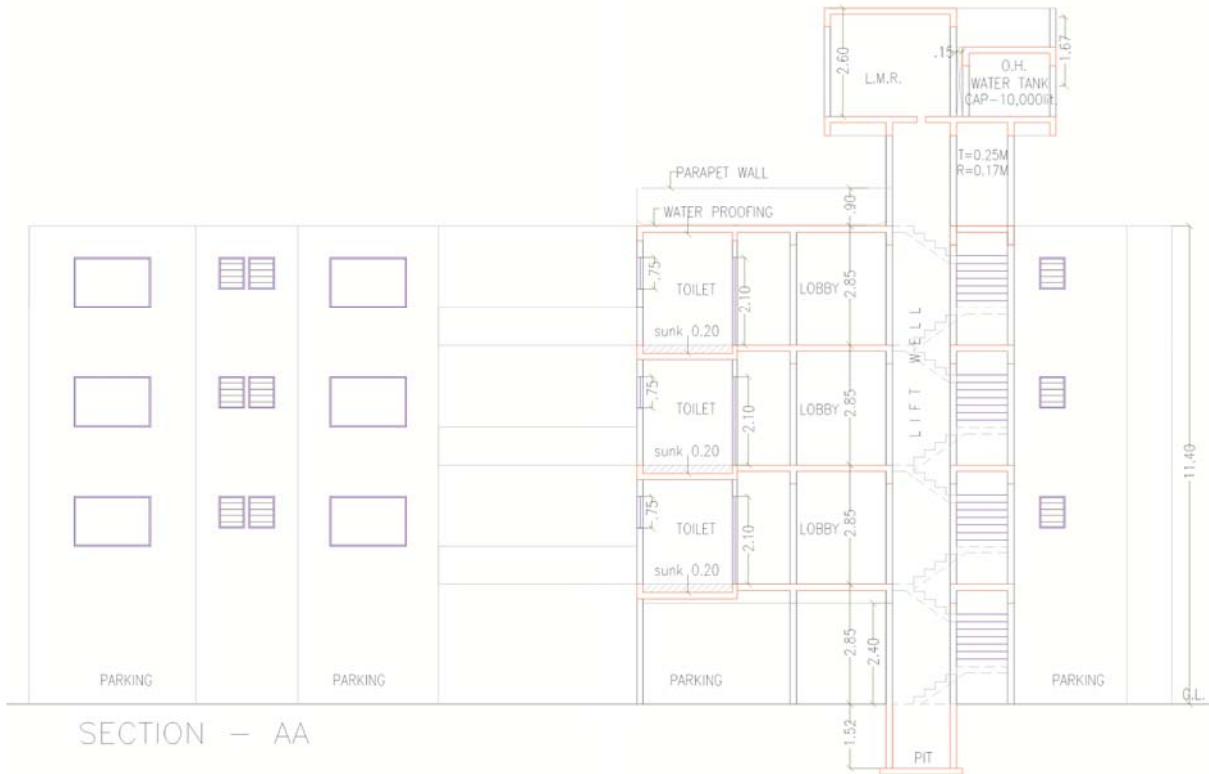 2.60
L.M.R.
.15
1.67
O.H.
WATER TANK
CAP-10,000lit.
T=0.25M
R=0.17M
PARAPET WALL
.90
WATER PROOFING
.75
TOILET
2.10
LOBBY
2.85
sunk 0.20
LIFT WELL
.75
TOILET
2.10
LOBBY
2.85
sunk 0.20
11.40
.75
TOILET
2.10
LOBBY
2.85
sunk 0.20
2.85
2.40
PARKING
PARKING
PARKING
PARKING
G.L.
SECTION - AA
1.52
PIT